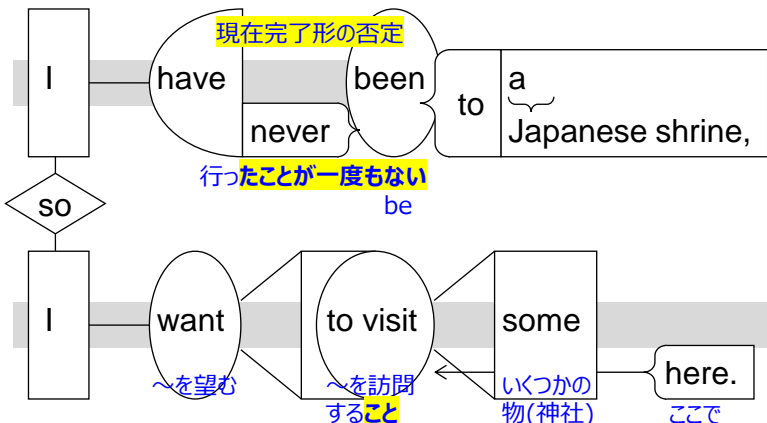 現在完了形の否定
I have been to a
never Japanese shrine,
行ったことが一度もない
be
so
I want to visit some
here.
~を望む ~を訪問 いくつかの
すること 物(神社) ここで